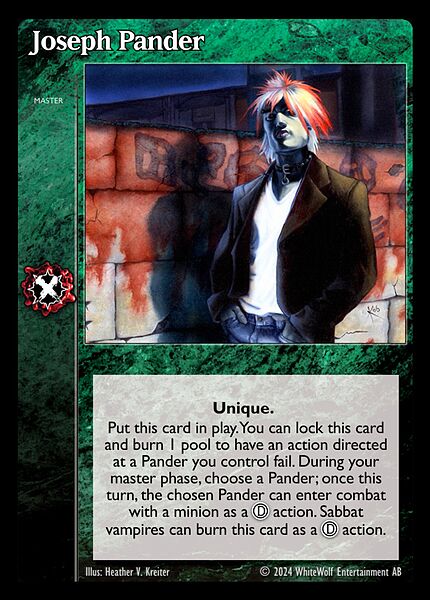 Joseph Pander
MASTER
Unique.
Put this card in play. You can lock this card
and burn 1 pool to have an action directed
at a Pander you control fail. During your
master phase, choose a Pander; once this
turn, the chosen Pander can enter combat
with a minion as a Ⓓ action. Sabbat
vampires can burn this card as a Ⓓ action.
Illus: Heather V. Kreiter © 2024 WhiteWolf Entertainment AB